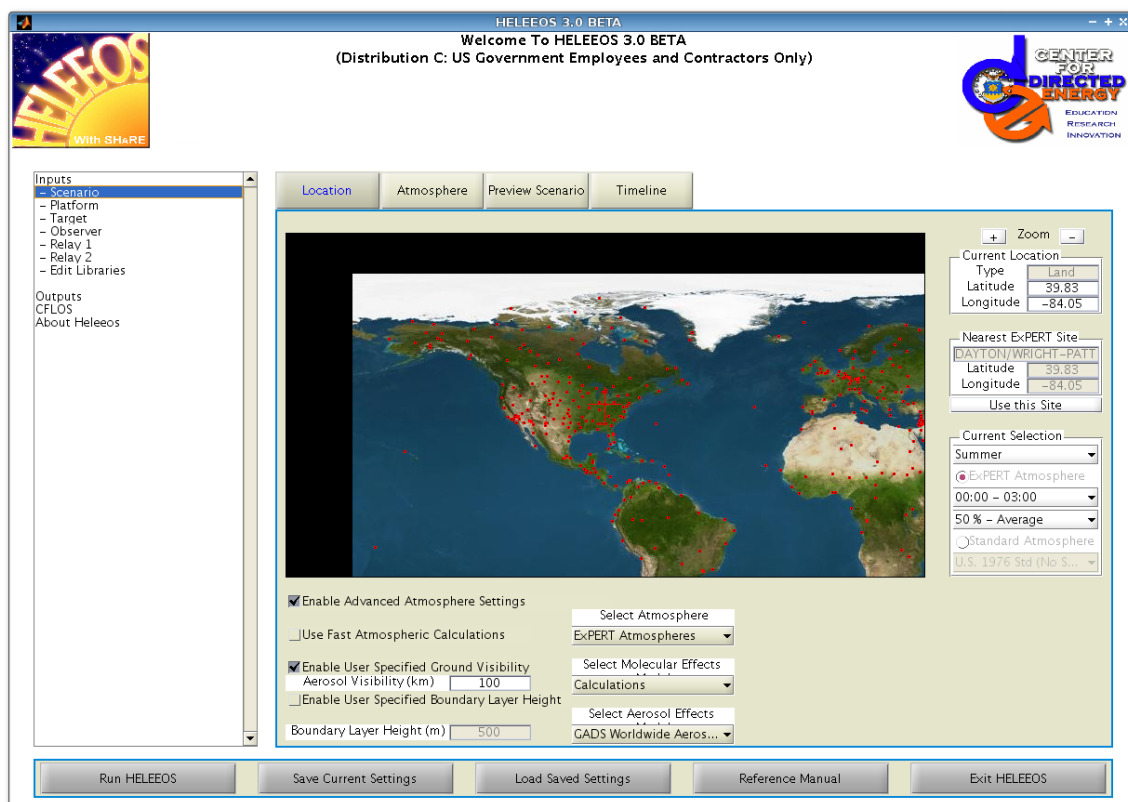 HELEEOS 3.0 BETA
HELEEOS
With SHARE
Welcome To HELEEOS 3.0 BETA
(Distribution C: US Government Employees and Contractors Only)
CENTER
FOR
DIRECTED
ENERGY
EDUCATION
RESEARCH
INNOVATION
Inputs
– Scenario
– Platform
– Target
– Observer
– Relay 1
– Relay 2
– Edit Libraries
Outputs
CFLOS
About Heleeos
Location Atmosphere Preview Scenario Timeline
+ Zoom –
Current Location
Type Land
Latitude 39.83
Longitude –84.05
Nearest ExPERT Site
DAYTON/WRIGHT–PATT
Latitude 39.83
Longitude –84.05
Use this Site
Current Selection
Summer
ExPERT Atmosphere
00:00 – 03:00
50 % – Average
Standard Atmosphere
U.S. 1976 Std (No S...
Enable Advanced Atmosphere Settings
Use Fast Atmospheric Calculations
Enable User Specified Ground Visibility
Aerosol Visibility (km) 100
Enable User Specified Boundary Layer Height
Boundary Layer Height (m) 500
Select Atmosphere
ExPERT Atmospheres
Select Molecular Effects
Calculations
Select Aerosol Effects
GADS Worldwide Aeros...
Run HELEEOS Save Current Settings Load Saved Settings Reference Manual Exit HELEEOS